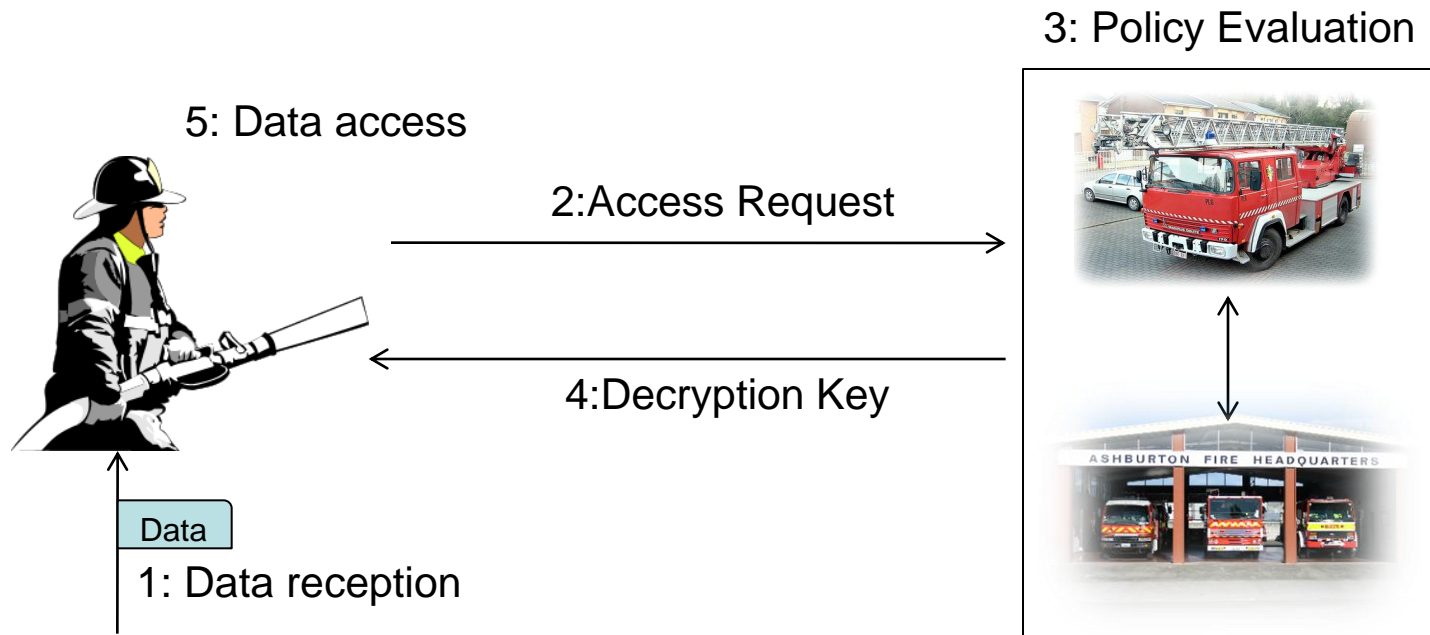 3: Policy Evaluation
5: Data access
2:Access Request
4:Decryption Key
ASHBURTON FIRE HEADQUARTERS
Data
1: Data reception